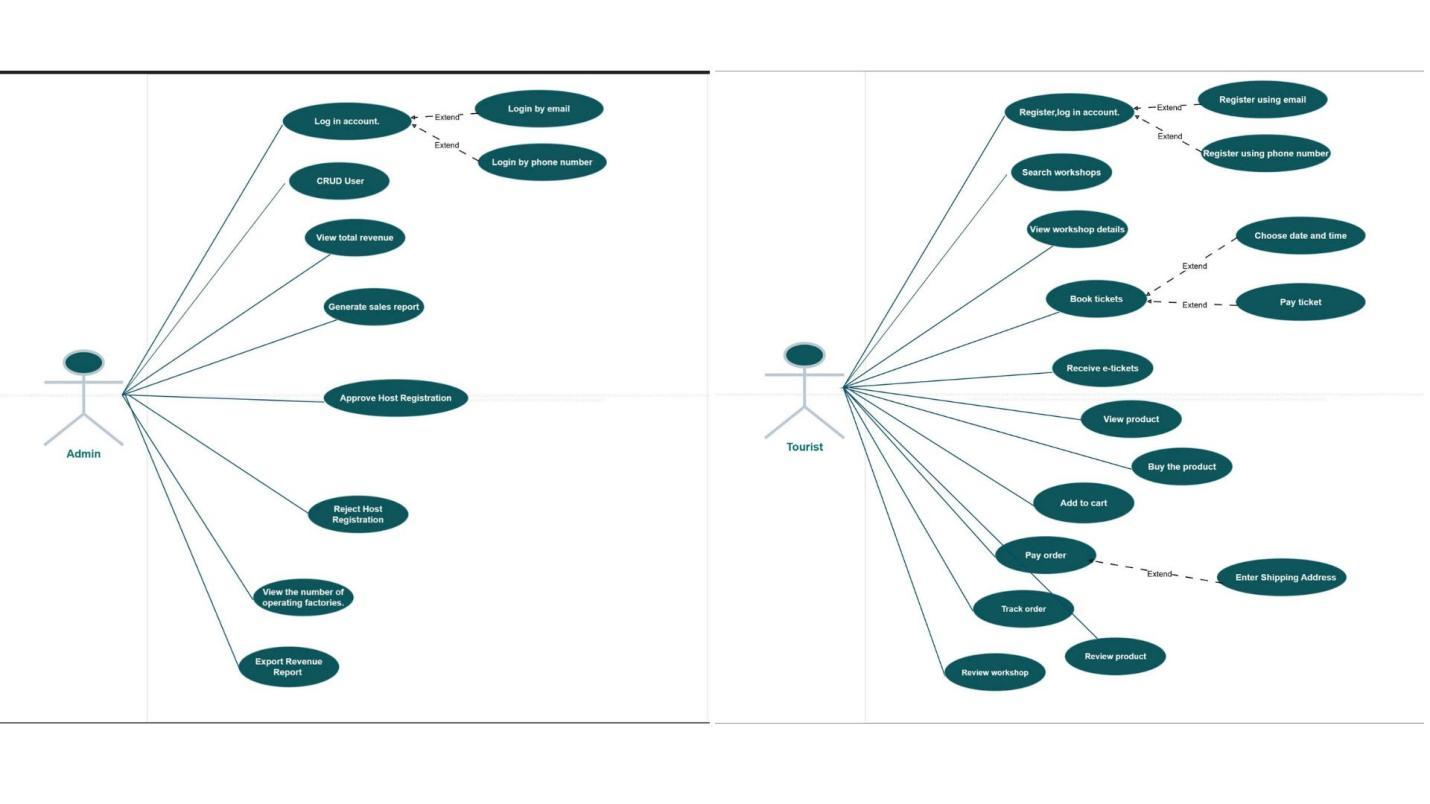 Log in account.
Extend
Login by email
Extend
Login by phone number
CRUD User
View total revenue
Generate sales report
Approve Host Registration
Admin
Reject Host
Registration
View the number of
operating factories.
Export Revenue
Report
Register,log in account.
Extend
Register using email
Extend
Register using phone number
Search workshops
View workshop details
Choose date and time
Extend
Book tickets
Extend
Pay ticket
Receive e-tickets
View product
Tourist
Buy the product
Add to cart
Pay order
Extend
Enter Shipping Address
Track order
Review product
Review workshop